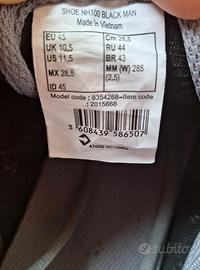 SHOE NH100 BLACK MAN
Made In Vietnam
EU 45 Cm 28,5
UK 10,5 RU 44
US 11,5 BR 43
MX 28,5 MM (W) 285 (2,5)
ID 45
Model code : 8354268-Item code
: 2015668
3 608439 586507
subito